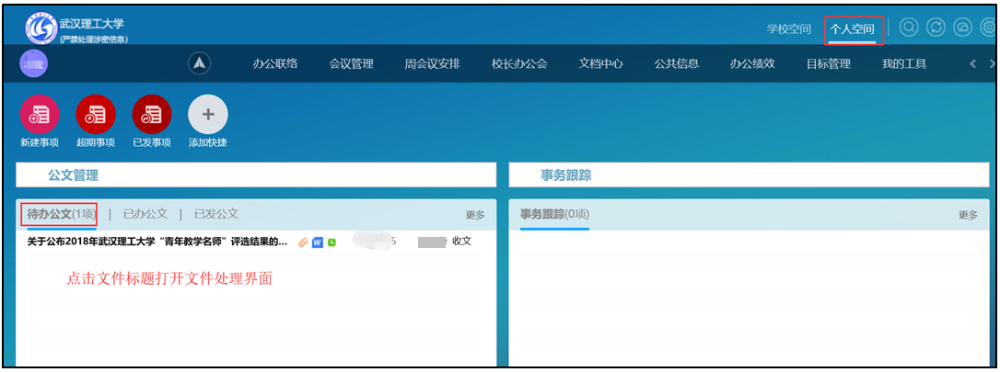 武汉理工大学
(严禁处理涉密信息)
学校空间 个人空间
办公联络 会议管理 周会议安排 校长办公会 文档中心 公共信息 办公绩效 目标管理 我的工具
新建事项 超期事项 已发事项 添加快捷
公文管理 事务跟踪
待办公文(1项) | 已办公文 | 已发公文 更多 事务跟踪(0项) 更多
关于公布2018年武汉理工大学“青年教学名师”评选结果的... W 5 收文
点击文件标题打开文件处理界面